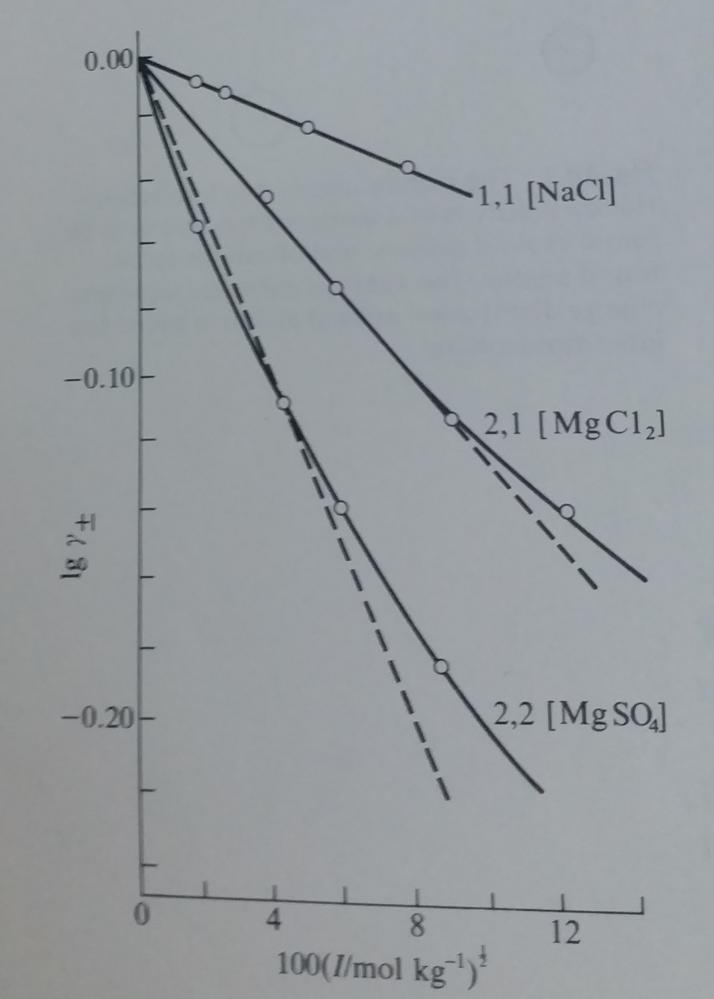 0.00
1,1 [NaCl]
−0.10
2,1 [MgCl₂]
lg γ±
−0.20
2,2 [MgSO₄]
0 4 8 12
100(I/mol kg⁻¹)^½